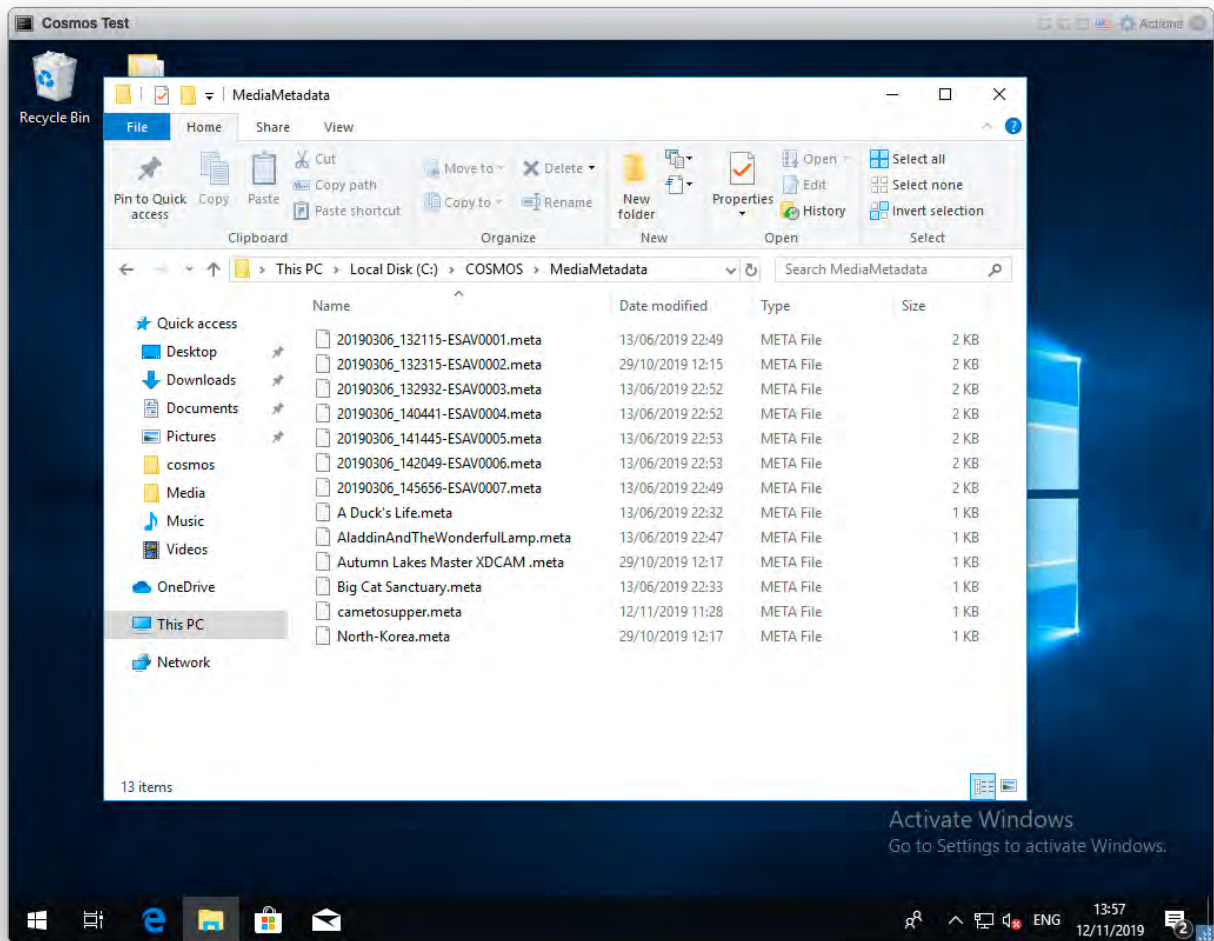 Cosmos Test
Actions
Recycle Bin
MediaMetadata
File Home Share View
Pin to Quick access
Copy
Paste
Cut
Copy path
Paste shortcut
Clipboard
Move to
Copy to
Delete
Rename
Organize
New folder
New
Properties
Open
Edit
History
Open
Select all
Select none
Invert selection
Select
This PC > Local Disk (C:) > COSMOS > MediaMetadata
Search MediaMetadata
Name Date modified Type Size
Quick access
Desktop
Downloads
Documents
Pictures
cosmos
Media
Music
Videos
OneDrive
This PC
Network
20190306_132115-ESAV0001.meta 13/06/2019 22:49 META File 2 KB
20190306_132315-ESAV0002.meta 29/10/2019 12:15 META File 2 KB
20190306_132932-ESAV0003.meta 13/06/2019 22:52 META File 2 KB
20190306_140441-ESAV0004.meta 13/06/2019 22:52 META File 2 KB
20190306_141445-ESAV0005.meta 13/06/2019 22:53 META File 2 KB
20190306_142049-ESAV0006.meta 13/06/2019 22:53 META File 2 KB
20190306_145656-ESAV0007.meta 13/06/2019 22:49 META File 2 KB
A Duck's Life.meta 13/06/2019 22:32 META File 1 KB
AladdinAndTheWonderfulLamp.meta 13/06/2019 22:47 META File 1 KB
Autumn Lakes Master XDCAM .meta 29/10/2019 12:17 META File 1 KB
Big Cat Sanctuary.meta 13/06/2019 22:33 META File 1 KB
cametosupper.meta 12/11/2019 11:28 META File 1 KB
North-Korea.meta 29/10/2019 12:17 META File 1 KB
13 items
Activate Windows
Go to Settings to activate Windows.
ENG
13:57
12/11/2019
2